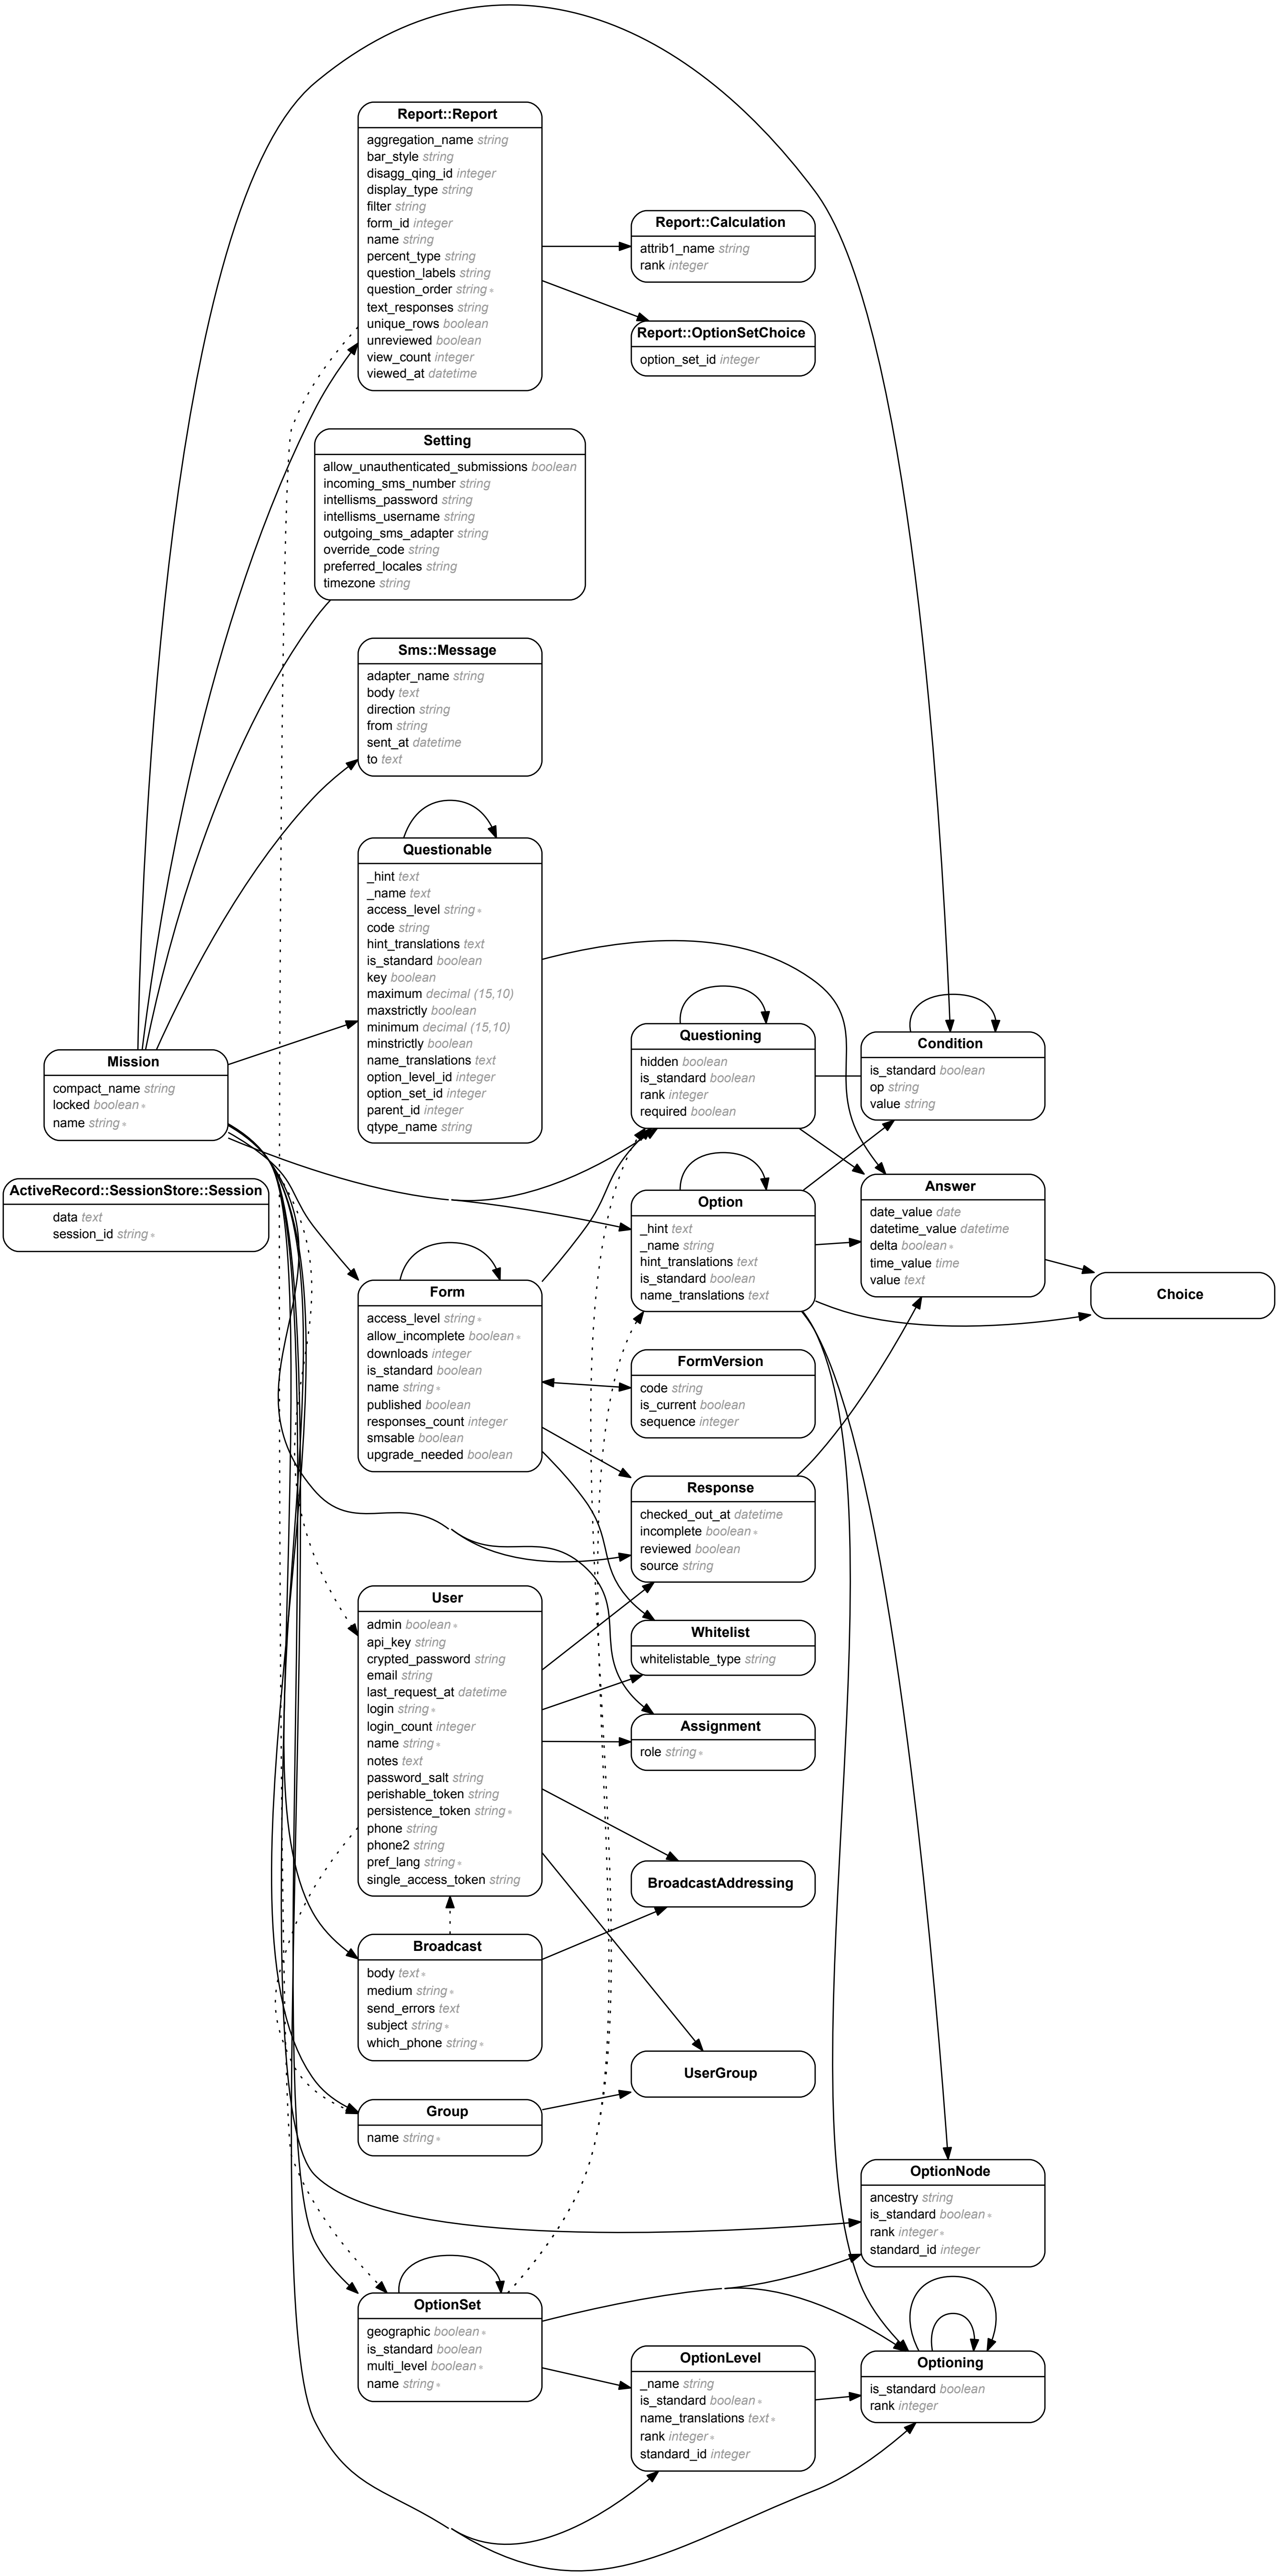 Report::Report
aggregation_name string
bar_style string
disagg_qing_id integer
display_type string
filter string
form_id integer
name string
percent_type string
question_labels string
question_order string ∗
text_responses string
unique_rows boolean
unreviewed boolean
view_count integer
viewed_at datetime
Report::Calculation
attrib1_name string
rank integer
Report::OptionSetChoice
option_set_id integer
Setting
allow_unauthenticated_submissions boolean
incoming_sms_number string
intellisms_password string
intellisms_username string
outgoing_sms_adapter string
override_code string
preferred_locales string
timezone string
Sms::Message
adapter_name string
body text
direction string
from string
sent_at datetime
to text
Questionable
_hint text
_name text
access_level string ∗
code string
hint_translations text
is_standard boolean
key boolean
maximum decimal (15,10)
maxstrictly boolean
minimum decimal (15,10)
minstrictly boolean
name_translations text
option_level_id integer
option_set_id integer
parent_id integer
qtype_name string
Questioning
hidden boolean
is_standard boolean
rank integer
required boolean
Condition
is_standard boolean
op string
value string
Mission
compact_name string
locked boolean ∗
name string ∗
ActiveRecord::SessionStore::Session
data text
session_id string ∗
Option
_hint text
_name string
hint_translations text
is_standard boolean
name_translations text
Answer
date_value date
datetime_value datetime
delta boolean ∗
time_value time
value text
Choice
Form
access_level string ∗
allow_incomplete boolean ∗
downloads integer
is_standard boolean
name string ∗
published boolean
responses_count integer
smsable boolean
upgrade_needed boolean
FormVersion
code string
is_current boolean
sequence integer
Response
checked_out_at datetime
incomplete boolean ∗
reviewed boolean
source string
User
admin boolean ∗
api_key string
crypted_password string
email string
last_request_at datetime
login string ∗
login_count integer
name string ∗
notes text
password_salt string
perishable_token string
persistence_token string ∗
phone string
phone2 string
pref_lang string ∗
single_access_token string
Whitelist
whitelistable_type string
Assignment
role string ∗
BroadcastAddressing
Broadcast
body text ∗
medium string ∗
send_errors text
subject string ∗
which_phone string ∗
UserGroup
Group
name string ∗
OptionNode
ancestry string
is_standard boolean ∗
rank integer ∗
standard_id integer
OptionSet
geographic boolean ∗
is_standard boolean
multi_level boolean ∗
name string ∗
OptionLevel
_name string
is_standard boolean ∗
name_translations text ∗
rank integer ∗
standard_id integer
Optioning
is_standard boolean
rank integer